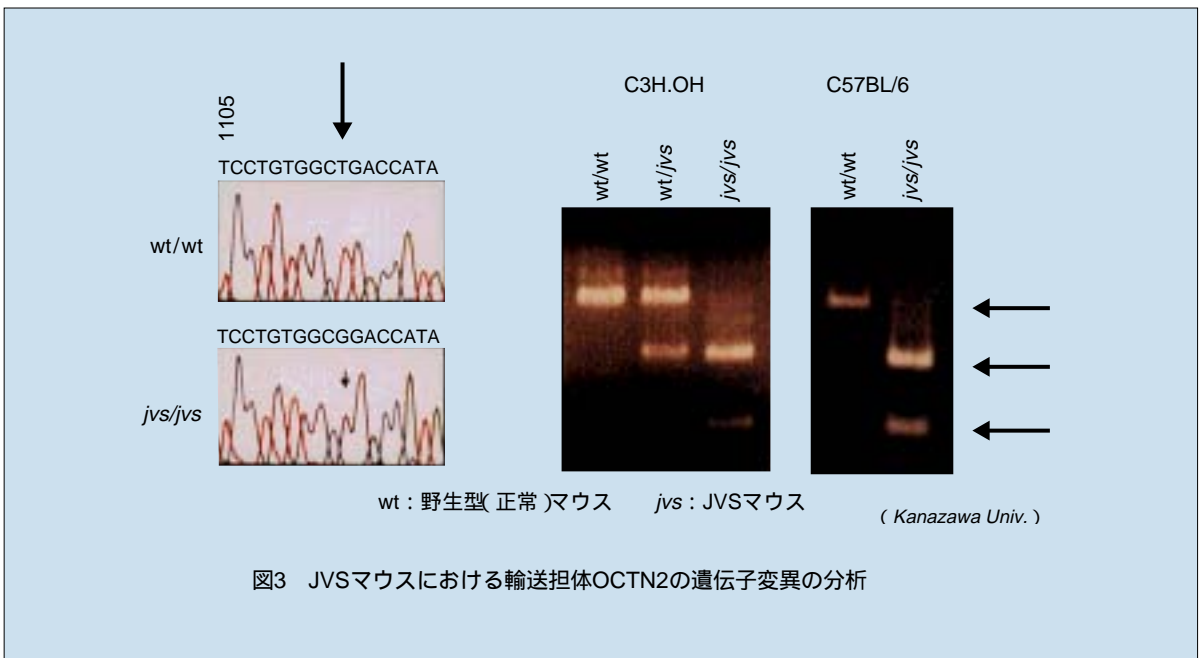 1105
TCCTGTGGCTGACCATA
wt/wt
TCCTGTGGCGGACCATA
jvs/jvs
C3H.OH
wt/wt
wt/jvs
jvs/jvs
C57BL/6
wt/wt
jvs/jvs
wt：野生型(正常)マウス jvs：JVSマウス
(Kanazawa Univ.)
図3 JVSマウスにおける輸送担体OCTN2の遺伝子変異の分析